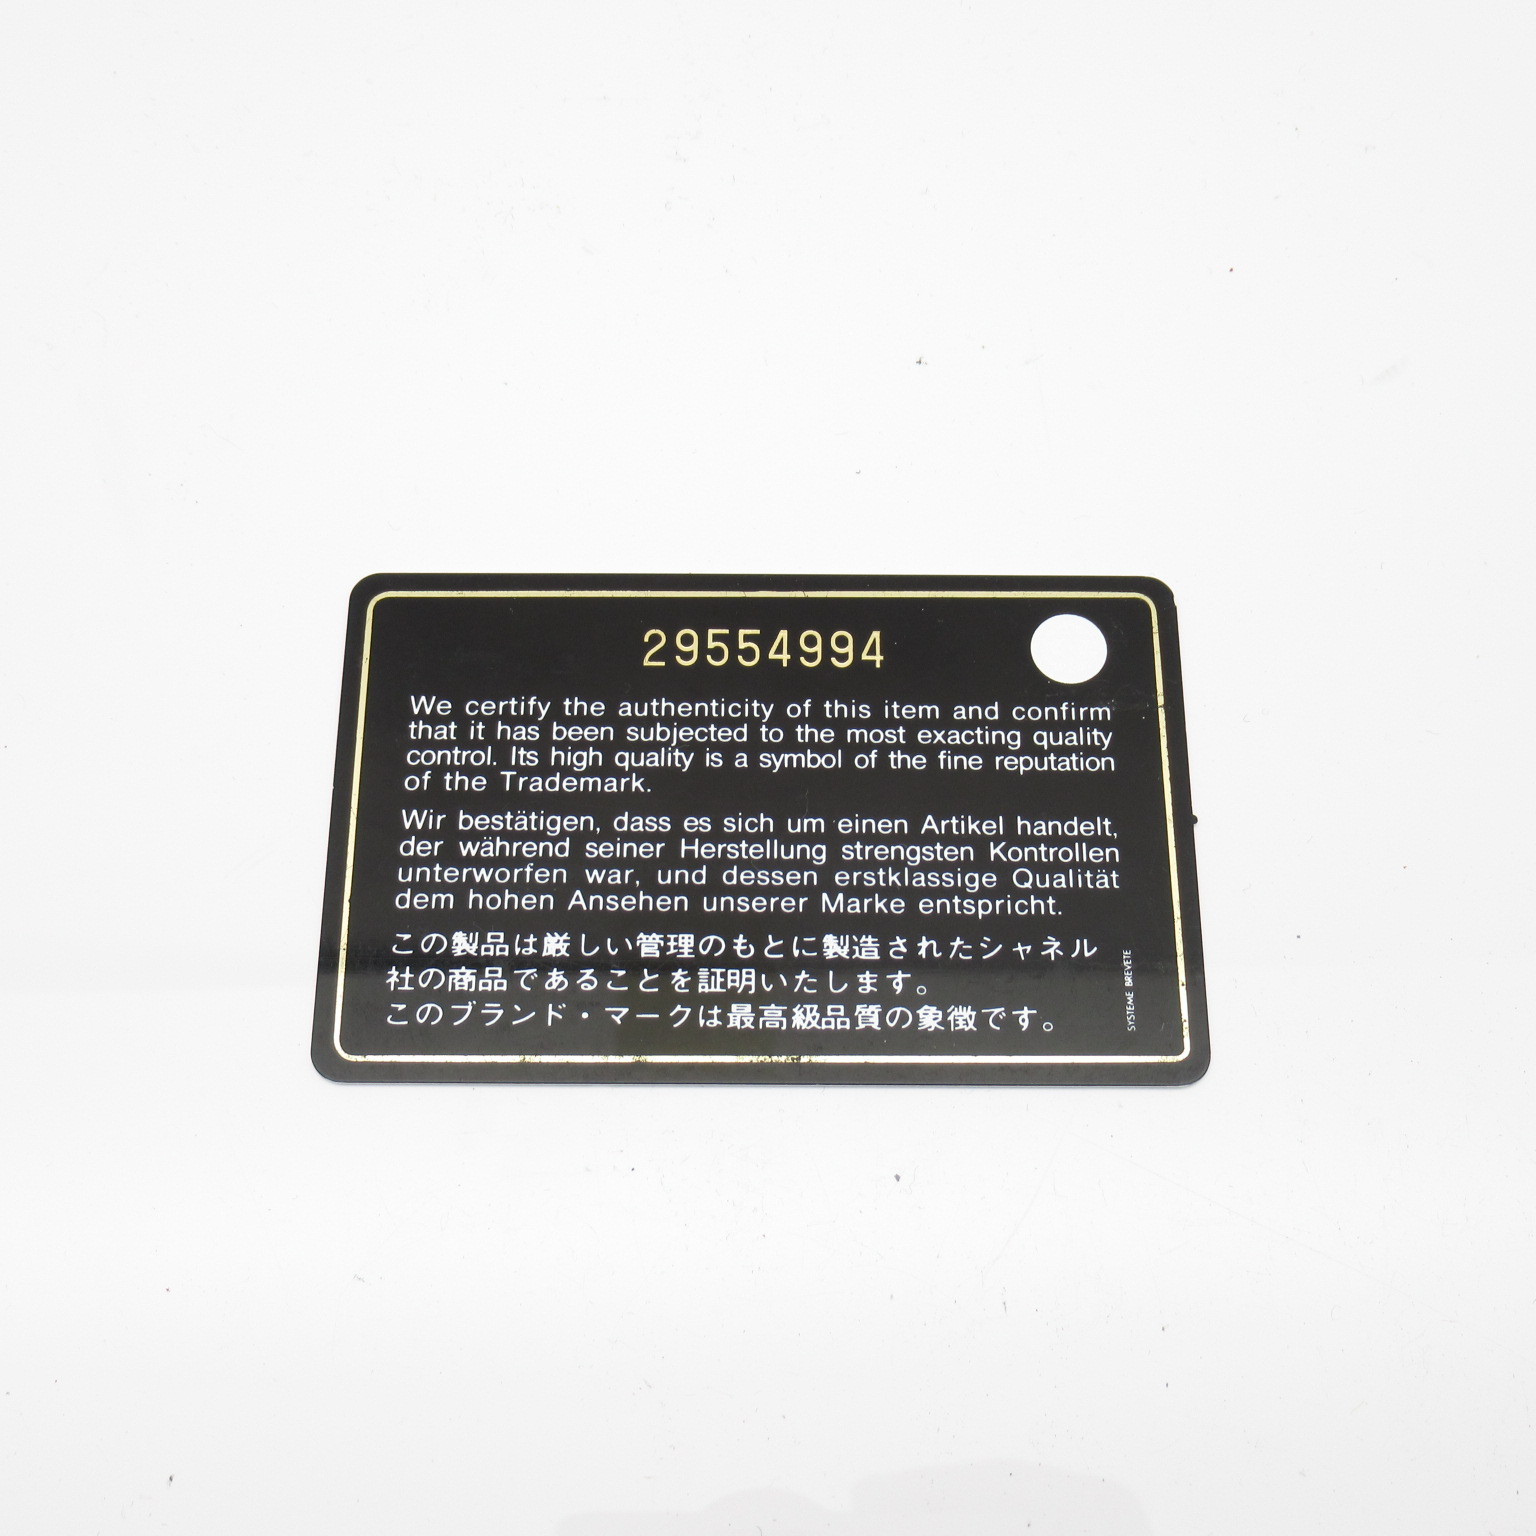 29554994
We certify the authenticity of this item and confirm
that it has been subjected to the most exacting quality
control. Its high quality is a symbol of the fine reputation
of the Trademark.
Wir bestätigen, dass es sich um einen Artikel handelt,
der während seiner Herstellung strengsten Kontrollen
unterworfen war, und dessen erstklassige Qualität
dem hohen Ansehen unserer Marke entspricht.
この製品は厳しい管理のもとに製造されたシャネル
社の商品であることを証明いたします。
このブランド・マークは最高級品質の象徴です。
SYSTEME BREVETE